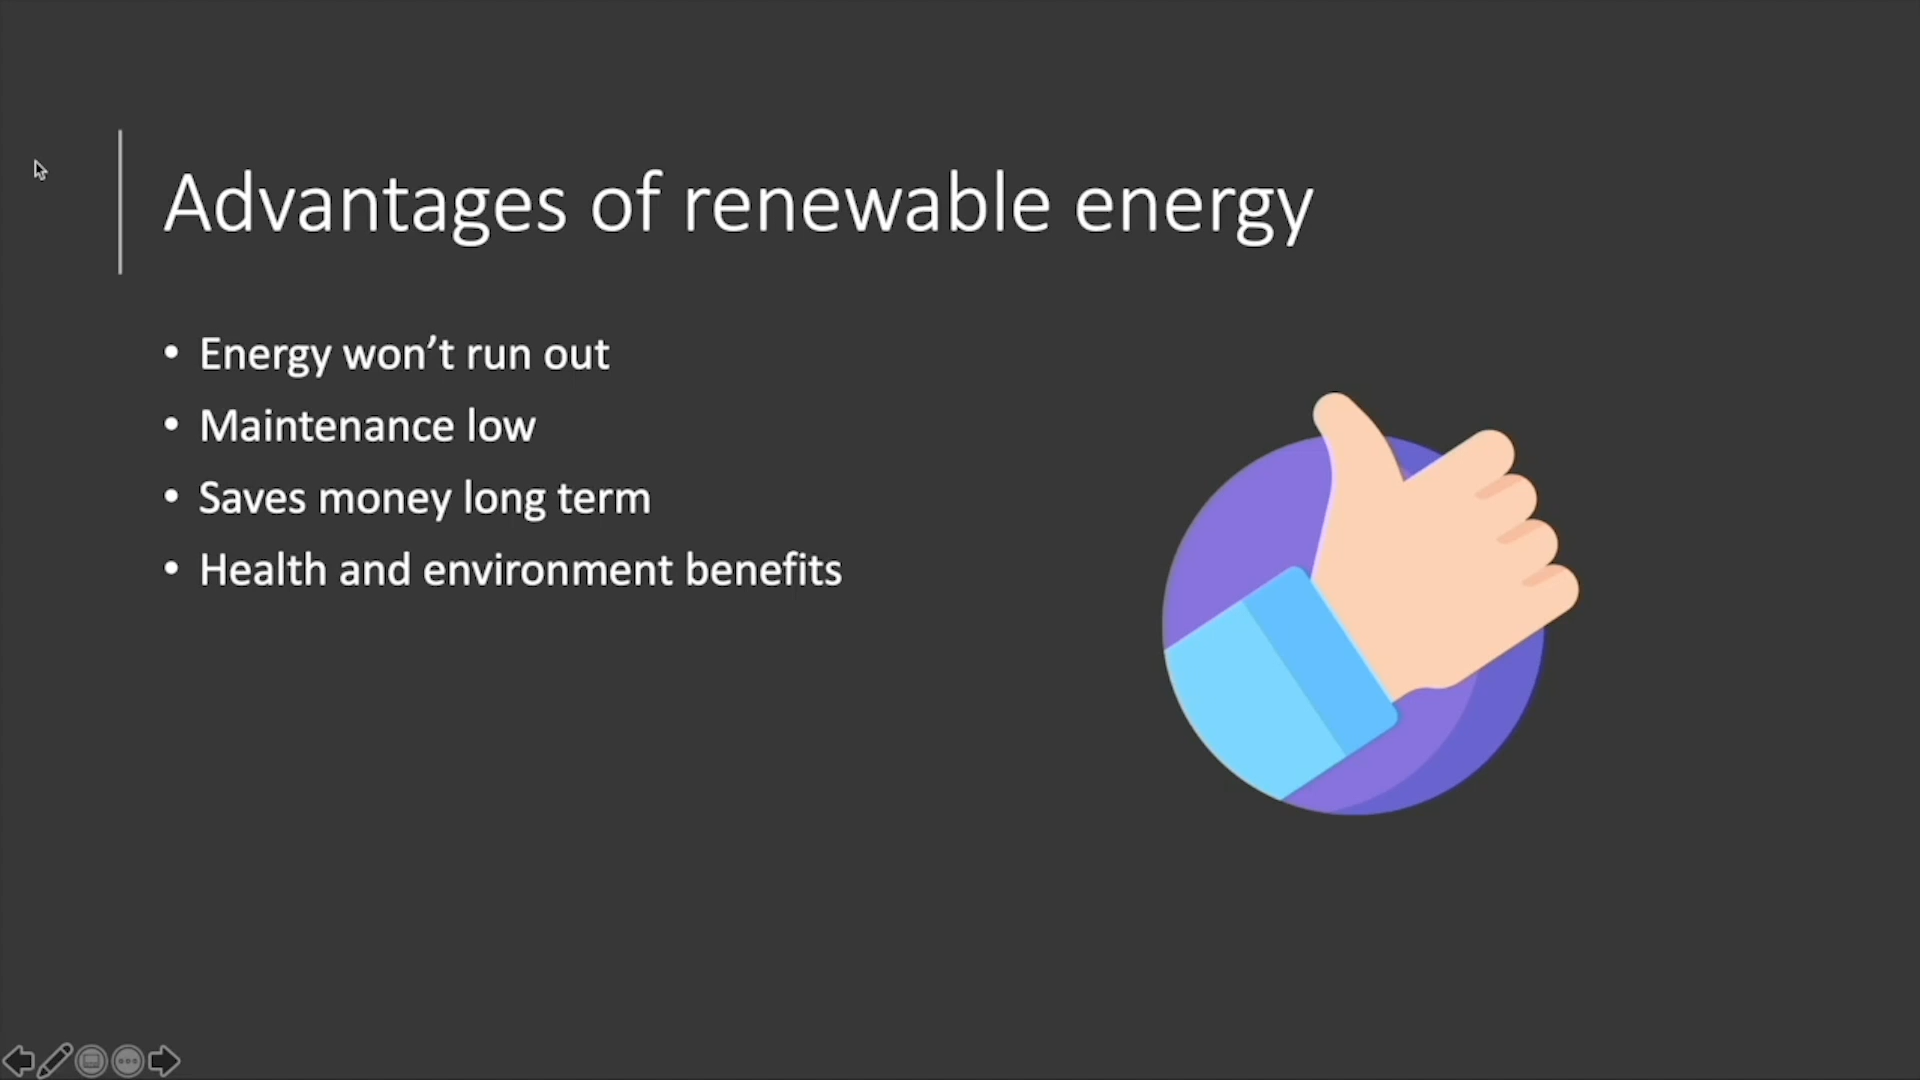 Advantages of renewable energy
• Energy won’t run out
• Maintenance low
• Saves money long term
• Health and environment benefits